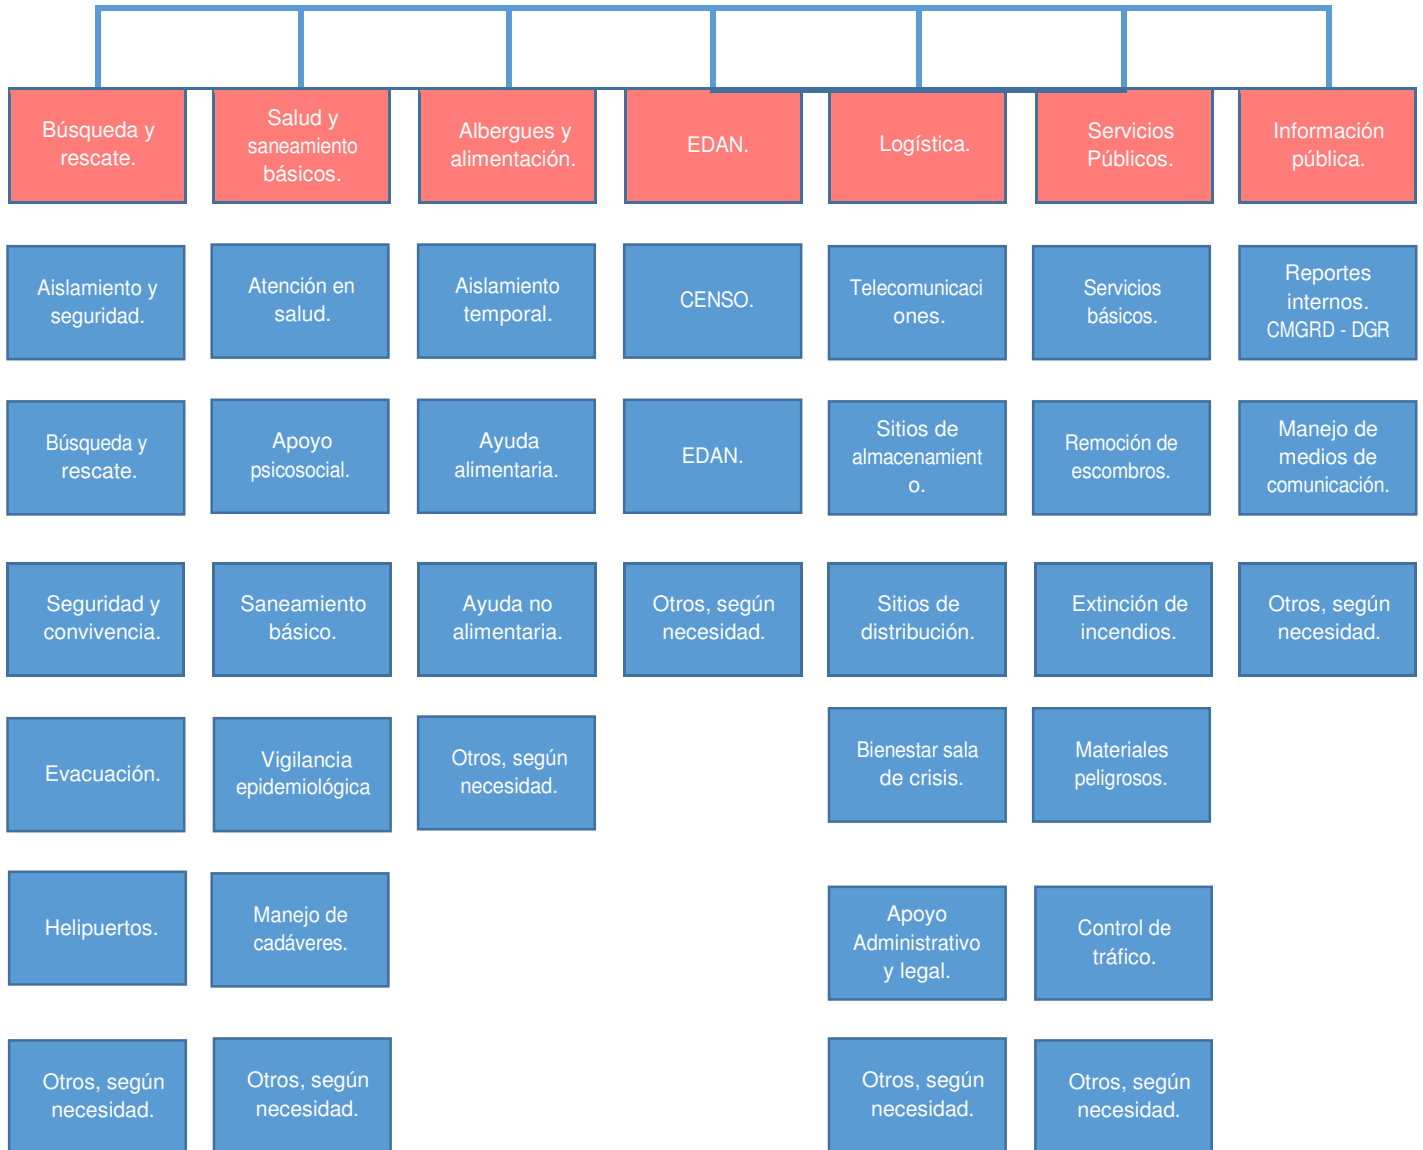 Búsqueda y
rescate.
Salud y
saneamiento
básicos.
Albergues y
alimentación.
EDAN.
Logística.
Servicios
Públicos.
Información
pública.
Aislamiento y
seguridad.
Atención en
salud.
Aislamiento
temporal.
CENSO.
Telecomunicaci
ones.
Servicios
básicos.
Reportes
internos.
CMGRD - DGR
Búsqueda y
rescate.
Apoyo
psicosocial.
Ayuda
alimentaria.
EDAN.
Sitios de
almacenamient
o.
Remoción de
escombros.
Manejo de
medios de
comunicación.
Seguridad y
convivencia.
Saneamiento
básico.
Ayuda no
alimentaria.
Otros, según
necesidad.
Sitios de
distribución.
Extinción de
incendios.
Otros, según
necesidad.
Evacuación.
Vigilancia
epidemiológica
Otros, según
necesidad.
Bienestar sala
de crisis.
Materiales
peligrosos.
Helipuertos.
Manejo de
cadáveres.
Apoyo
Administrativo
y legal.
Control de
tráfico.
Otros, según
necesidad.
Otros, según
necesidad.
Otros, según
necesidad.
Otros, según
necesidad.